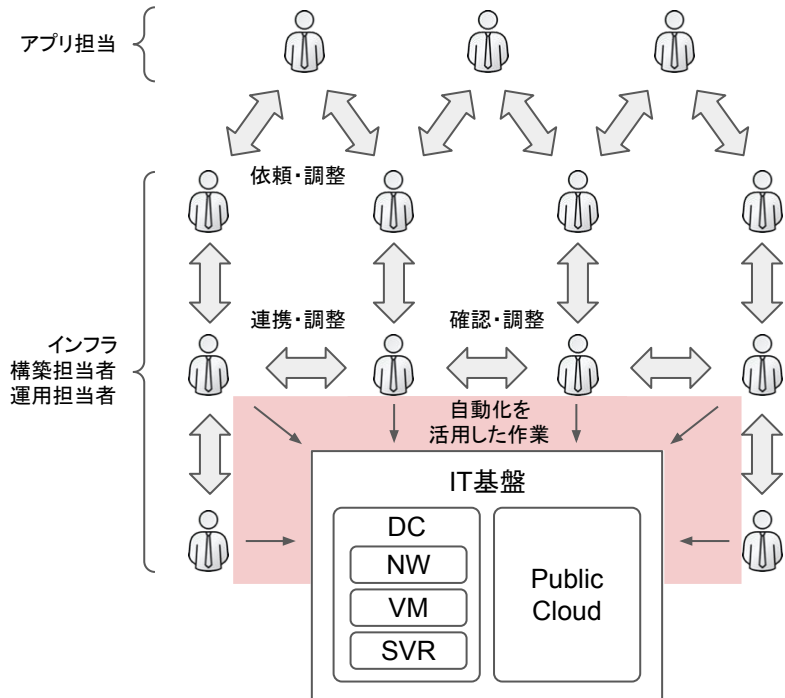 アプリ担当
依頼・調整
連携・調整
確認・調整
インフラ
構築担当者
運用担当者
自動化を
活用した作業
IT基盤
DC
NW
VM
SVR
Public
Cloud